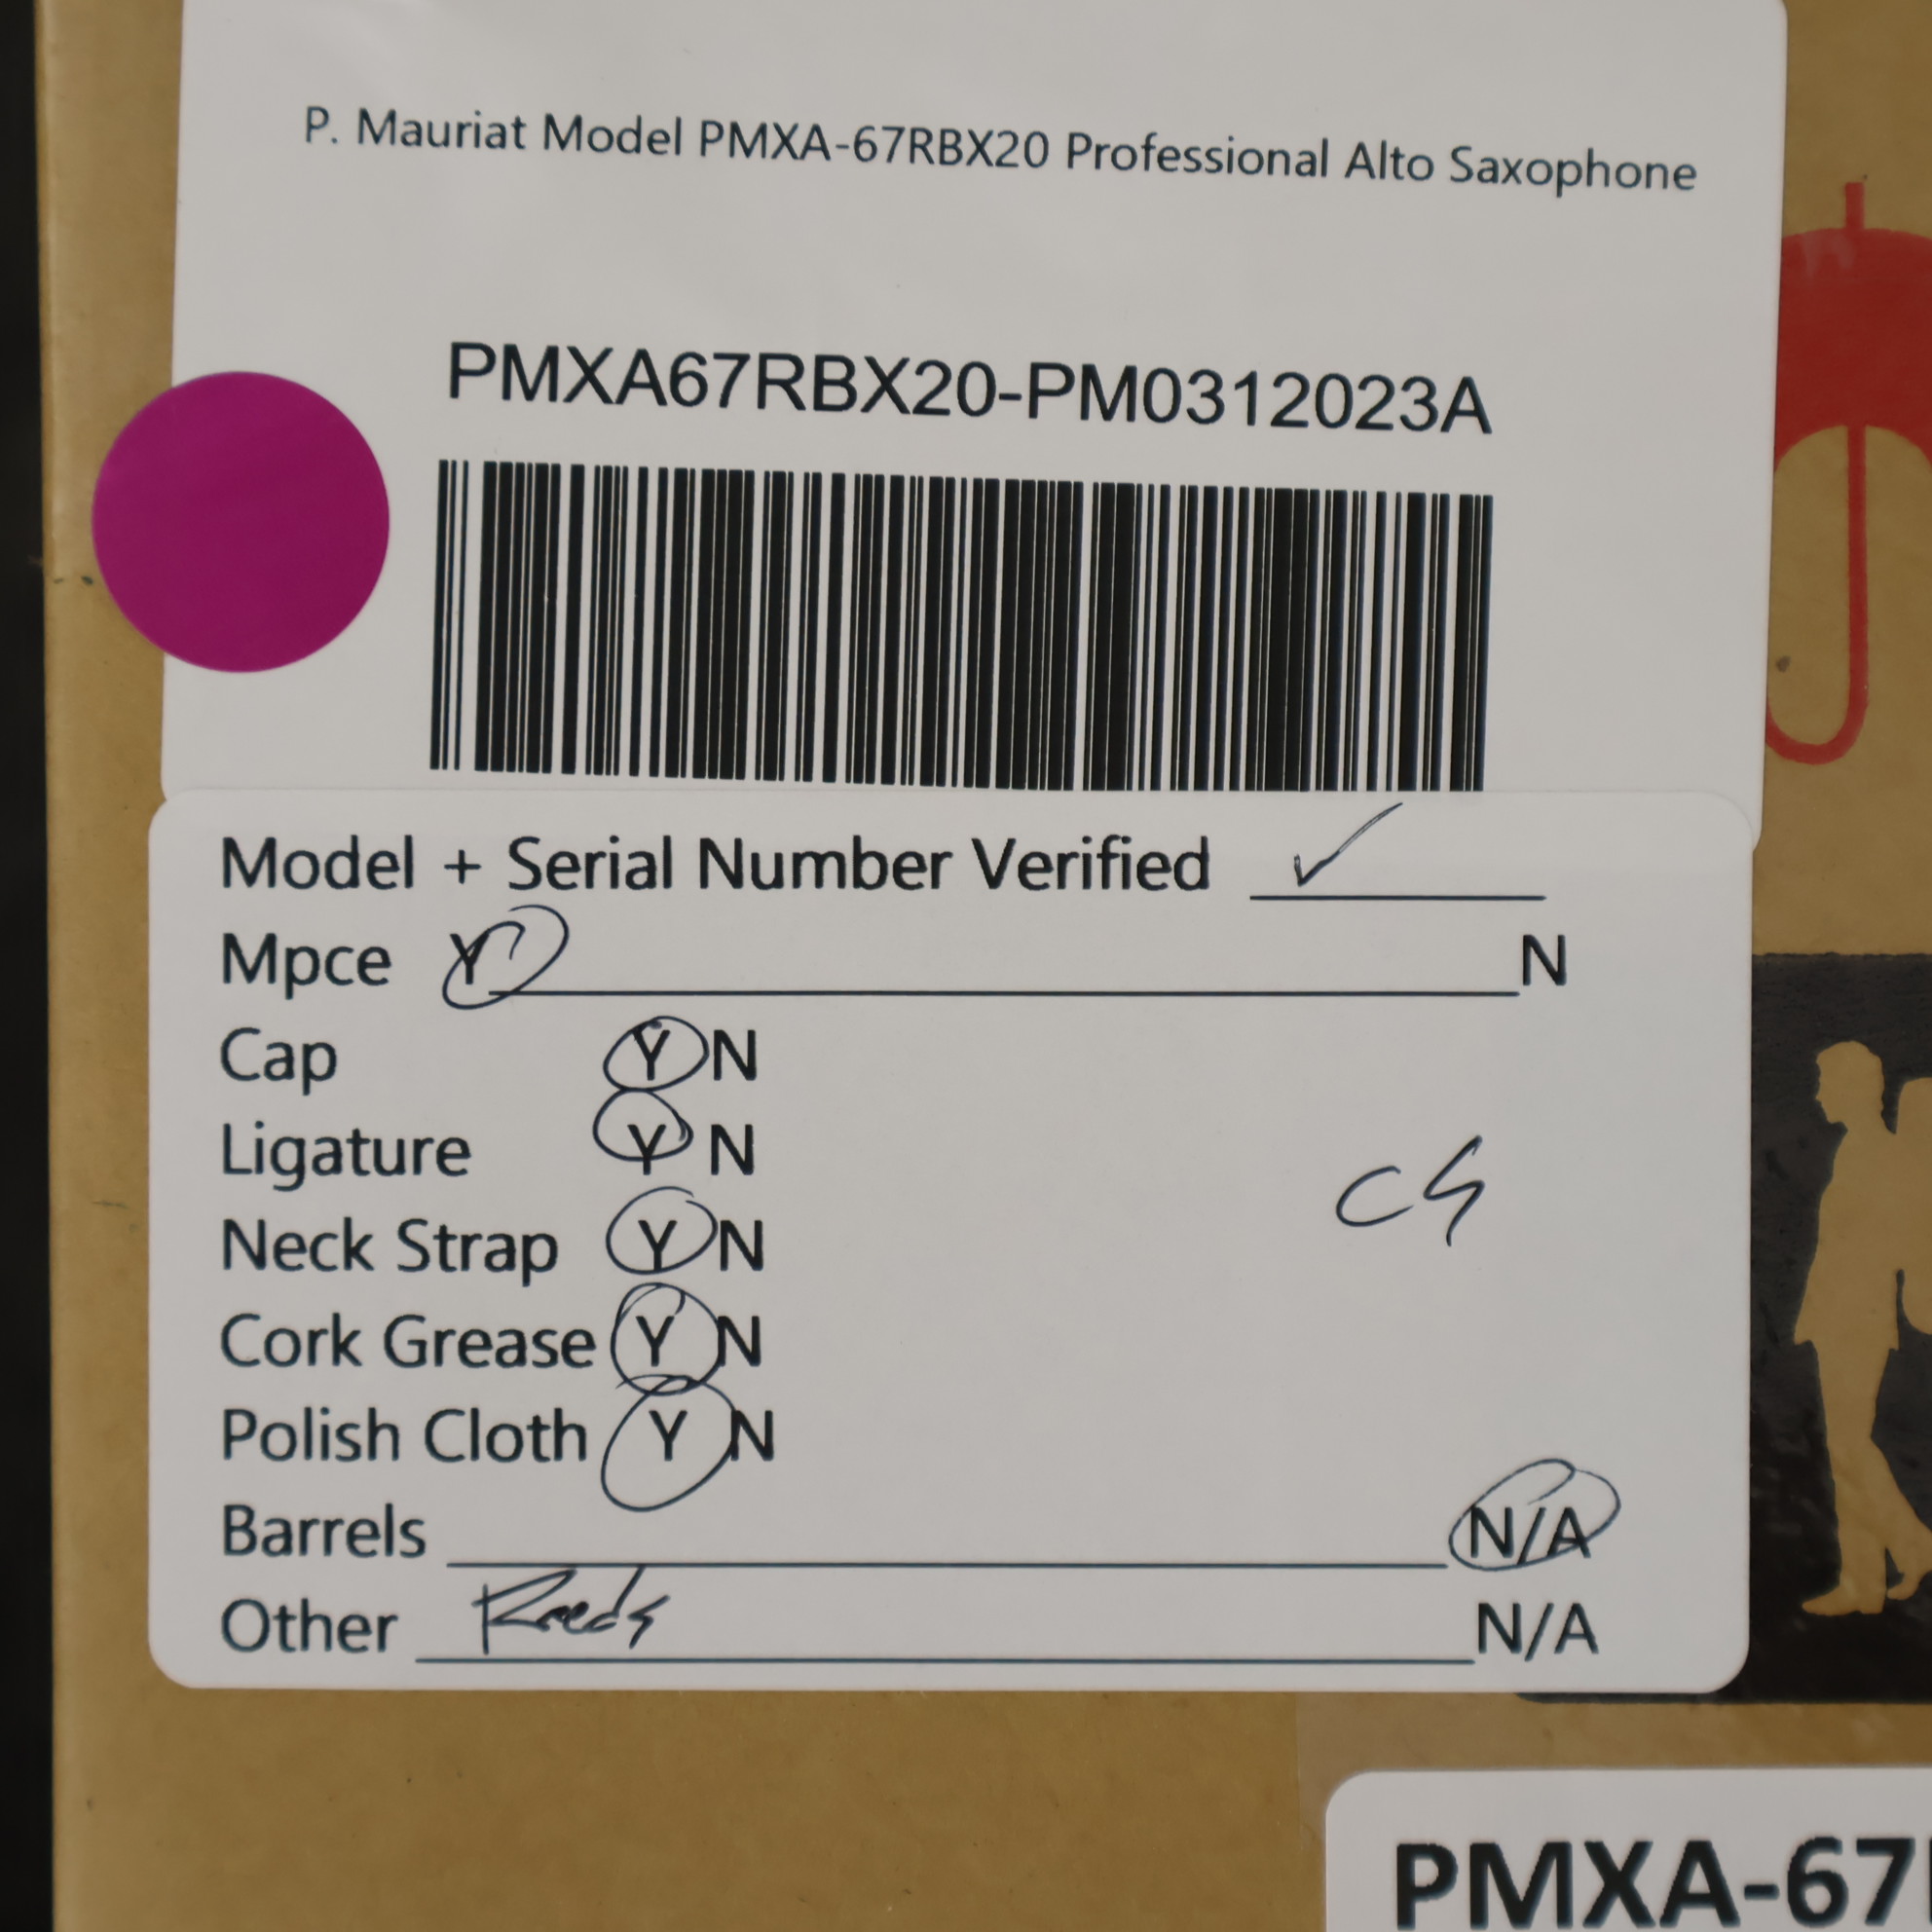 P. Mauriat Model PMXA-67RBX20 Professional Alto Saxophone
PMXA67RBX20-PM0312023A
Model + Serial Number Verified ✓
Mpce Y N
Cap Y N
Ligature Y N
Neck Strap Y N
Cork Grease Y N
Polish Cloth Y N
Barrels N/A
Other Reeds N/A
PMXA-67